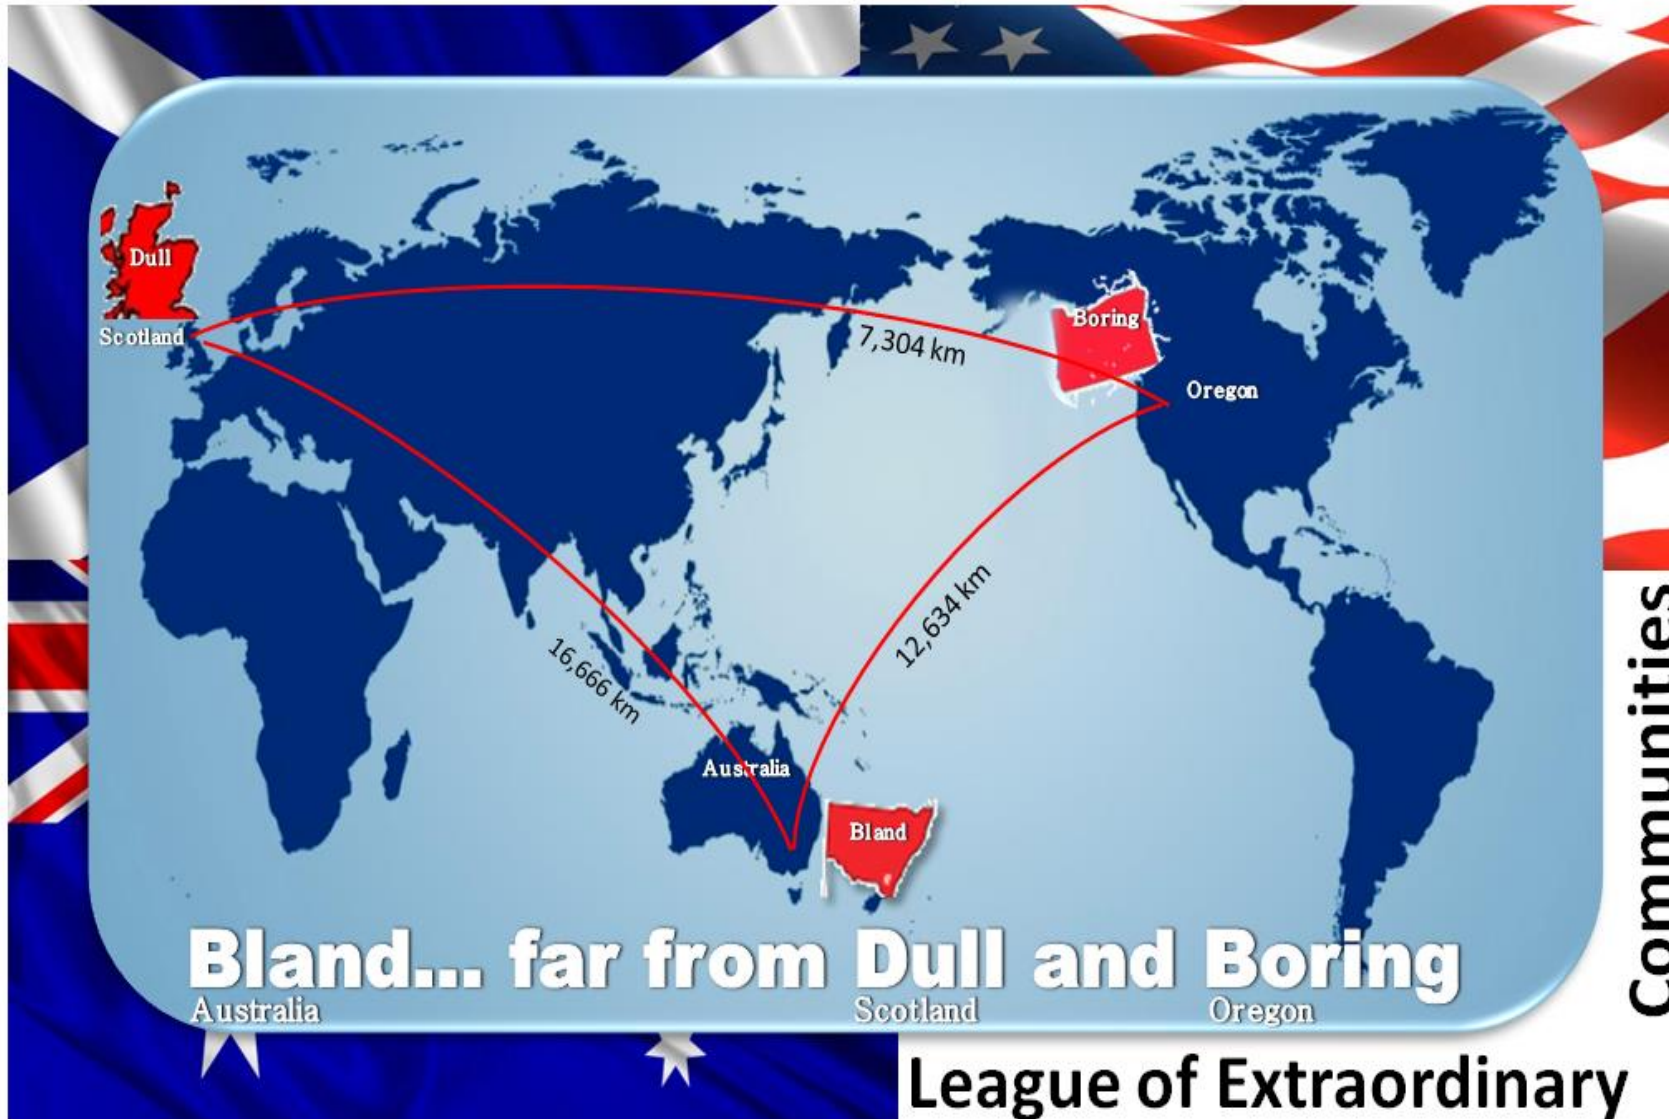 Dull
Scotland
Boring
Oregon
7,304 km
16,666 km
12,634 km
Australia
Bland
Bland... far from Dull and Boring
Australia Scotland Oregon
League of Extraordinary
Communities